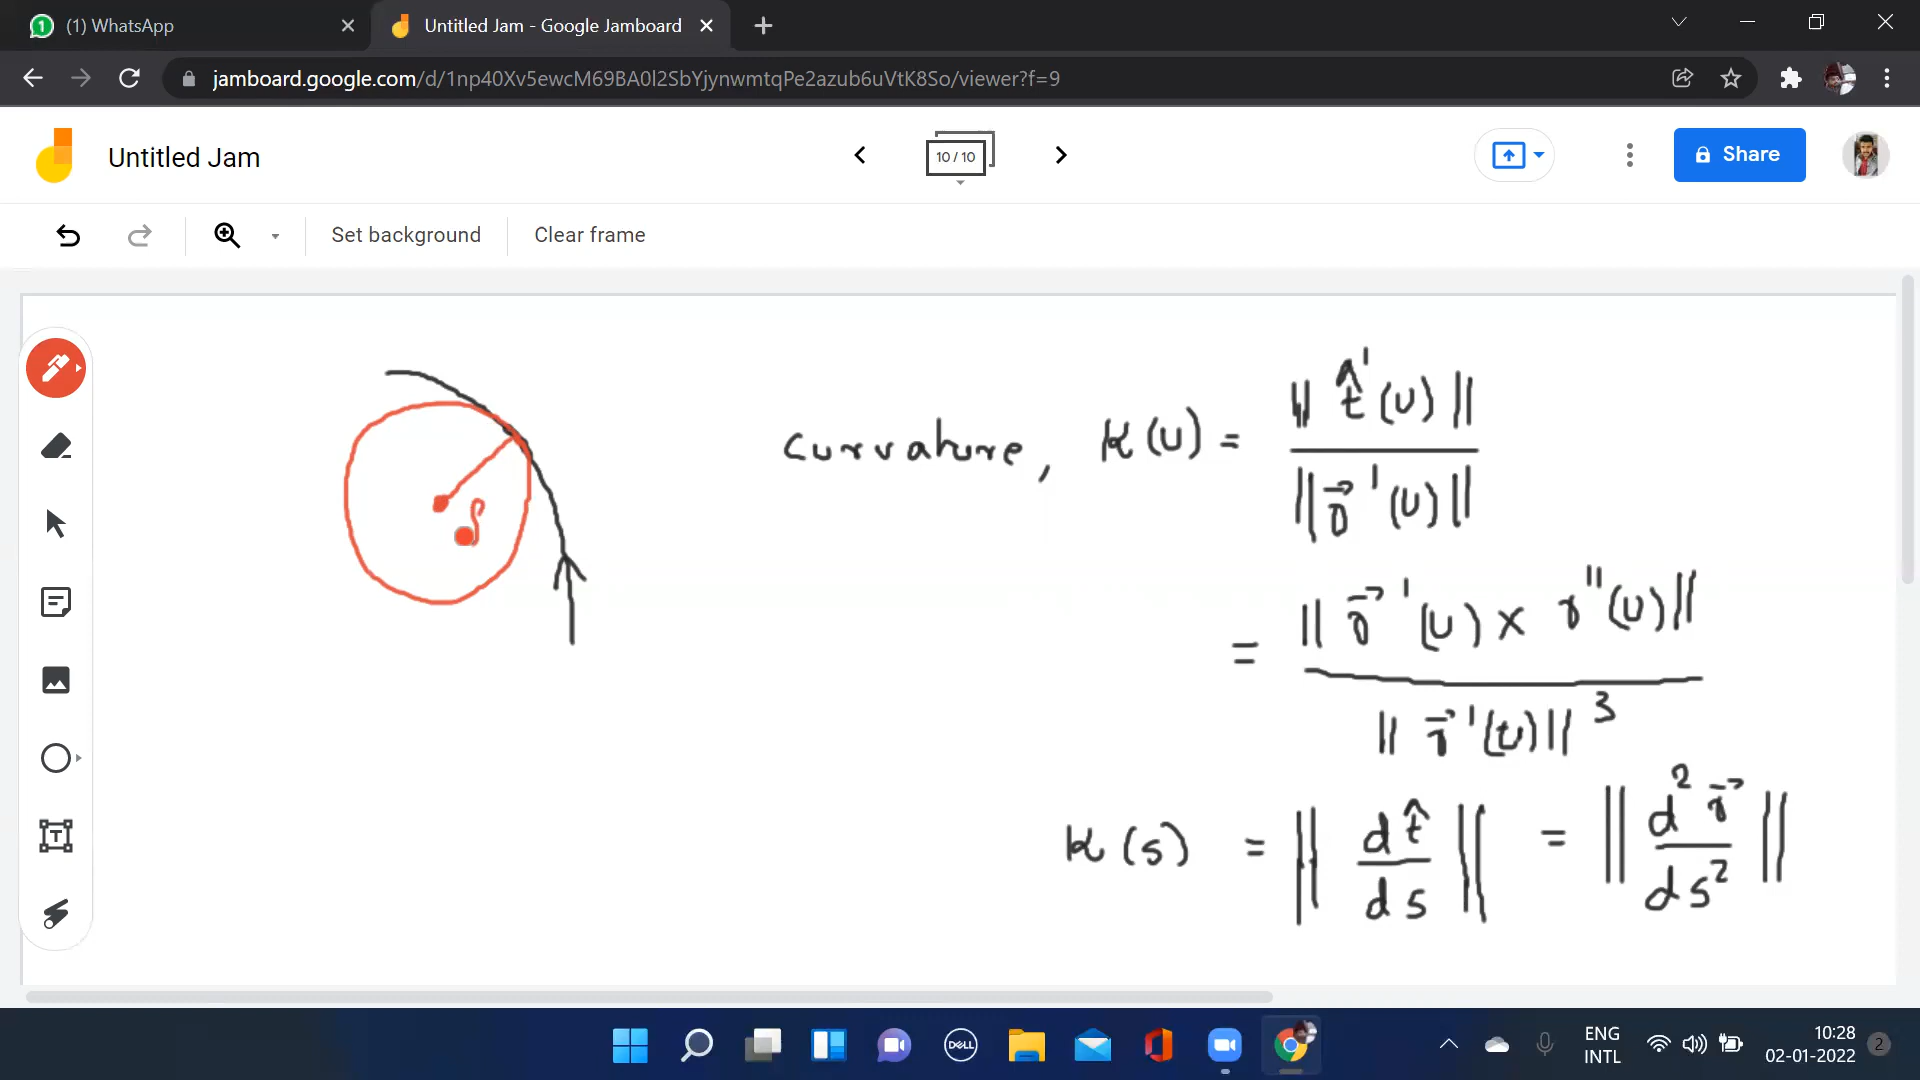 (1) WhatsApp
Untitled Jam - Google Jamboard
jamboard.google.com/d/1np40Xv5ewcM69BA0l2SbYjynwmtqPe2azub6uVtK8So/viewer?f=9
Untitled Jam
10 / 10
Share
Set background
Clear frame
curvature, κ(u) = ‖ t̂'(u) ‖ / ‖ r⃗'(u) ‖
= ‖ r⃗'(u) × r''(u) ‖ / ‖ r⃗'(u) ‖³
κ(s) = ‖ dt̂/ds ‖ = ‖ d²r⃗/ds² ‖
ρ
DELL
ENG
INTL
10:28
02-01-2022
2